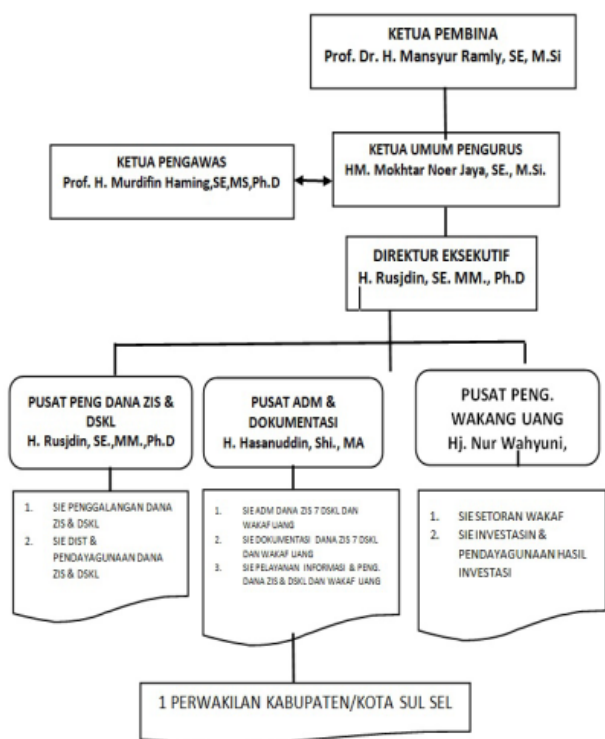 KETUA PEMBINA
Prof. Dr. H. Mansyur Ramly, SE, M.Si
KETUA UMUM PENGURUS
HM. Mokhtar Noer Jaya, SE., M.Si.
KETUA PENGAWAS
Prof. H. Murdifin Haming,SE,MS,Ph.D
DIREKTUR EKSEKUTIF
H. Rusjdin, SE. MM., Ph.D
PUSAT PENG DANA ZIS &
DSKL
H. Rusjdin, SE.,MM.,Ph.D
PUSAT ADM &
DOKUMENTASI
H. Hasanuddin, Shi., MA
PUSAT PENG.
WAKANG UANG
Hj. Nur Wahyuni,
1. SIE PENGGALANGAN DANA
ZIS & DSKL
2. SIE DIST &
PENDAYAGUNAAN DANA
ZIS & DSKL
1. SIE ADM DANA ZIS 7 DSKL DAN
WAKAF UANG
2. SIE DOKUMENTASI DANA ZIS 7 DSKL
DAN WAKAF UANG
3. SIE PELAYANAN INFORMASI & PENG.
DANA ZIS & DSKL DAN WAKAF UANG
1. SIE SETORAN WAKAF
2. SIE INVESTASIN &
PENDAYAGUNAAN HASIL
INVESTASI
1 PERWAKILAN KABUPATEN/KOTA SUL SEL